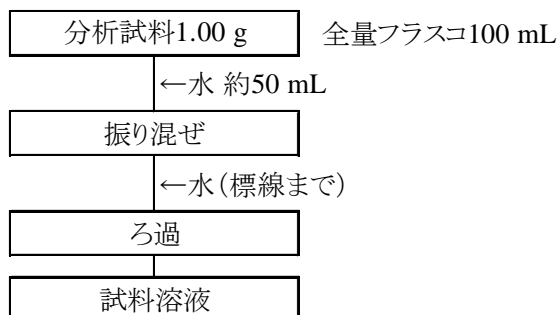 分析試料1.00 g　全量フラスコ100 mL
←水 約50 mL
振り混ぜ
←水（標線まで）
ろ過
試料溶液